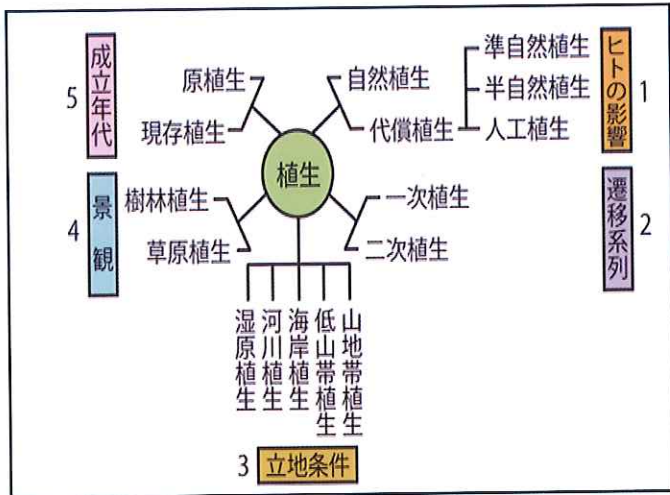 5
成立年代
原植生
現存植生
自然植生
代償植生
準自然植生
半自然植生
人工植生
ヒトの影響
1
植生
4
景観
樹林植生
草原植生
一次植生
二次植生
遷移系列
2
湿原植生
河川植生
海岸植生
低山帯植生
山地帯植生
3 立地条件